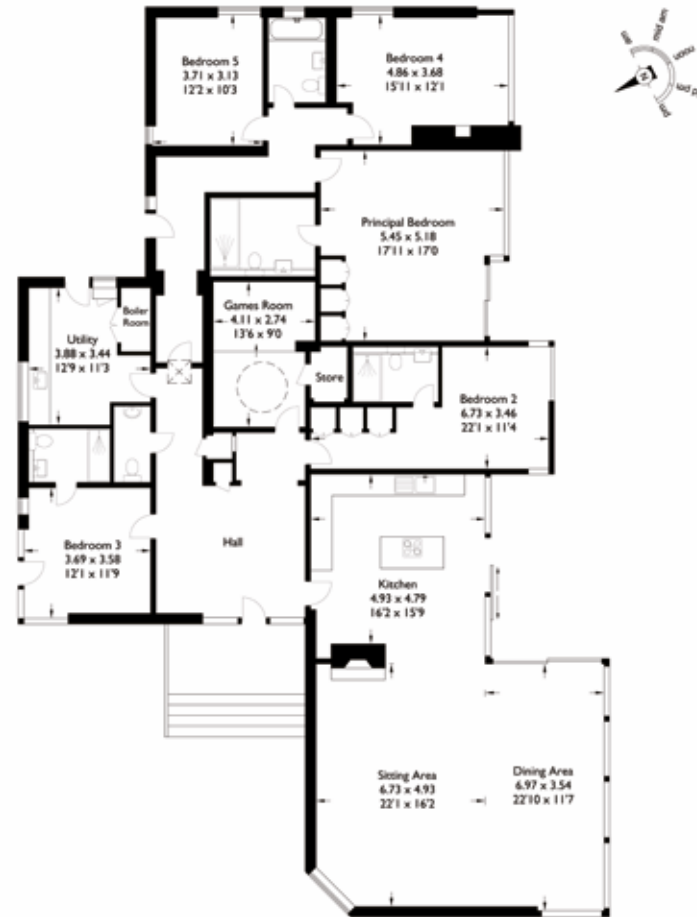 Bedroom 5
3.71 x 3.13
12'2 x 10'3
Bedroom 4
4.86 x 3.68
15'11 x 12'1
am
mid am
noon
pm
N
Principal Bedroom
5.45 x 5.18
17'11 x 17'0
Games Room
4.11 x 2.74
13'6 x 9'0
Boiler
Room
Utility
3.88 x 3.44
12'9 x 11'3
Store
Bedroom 2
6.73 x 3.46
22'1 x 11'4
Bedroom 3
3.69 x 3.58
12'1 x 11'9
Hall
Kitchen
4.93 x 4.79
16'2 x 15'9
Sitting Area
6.73 x 4.93
22'1 x 16'2
Dining Area
6.97 x 3.54
22'10 x 11'7